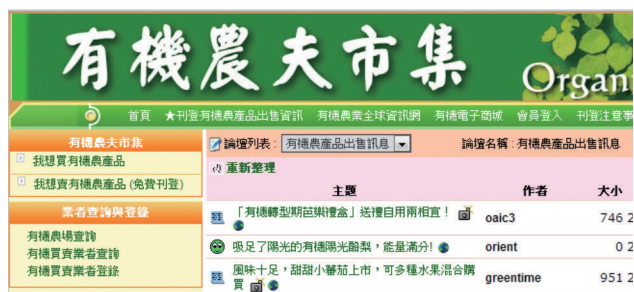 有機農夫市集
Organ
首頁 ★刊登有機農產品出售資訊 有機農業全球資訊網 有機電子商城 會員登入 刊登注意事
有機農夫市集
我想買有機農產品
我想賣有機農產品 (免費刊登)
業者查詢與登錄
有機農場查詢
有機買賣業者查詢
有機買賣業者登錄
論壇列表： 有機農產品出售訊息 論壇名稱：有機農產品出售訊息
重新整理
主題 作者 大小
「有機轉型期芭樂禮盒」送禮自用兩相宜！ oaic3 746 2
吸足了陽光的有機陽光酪梨，能量滿分! orient 0 2
風味十足，甜甜小蕃茄上市，可多種水果混合購
買 greentime 951 2